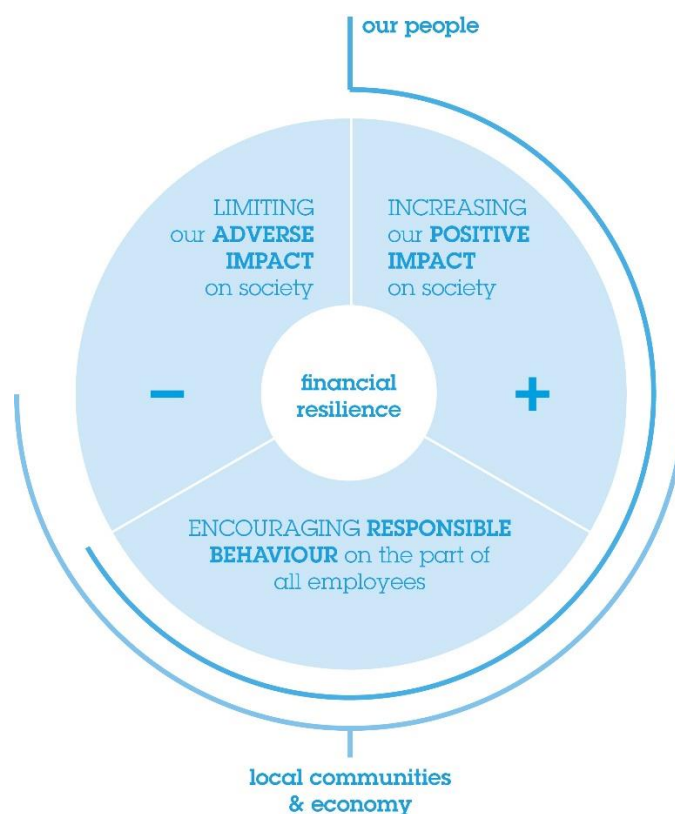 our people
LIMITING
our ADVERSE
IMPACT
on society
INCREASING
our POSITIVE
IMPACT
on society
–
financial
resilience
+
ENCOURAGING RESPONSIBLE
BEHAVIOUR on the part of
all employees
local communities
& economy